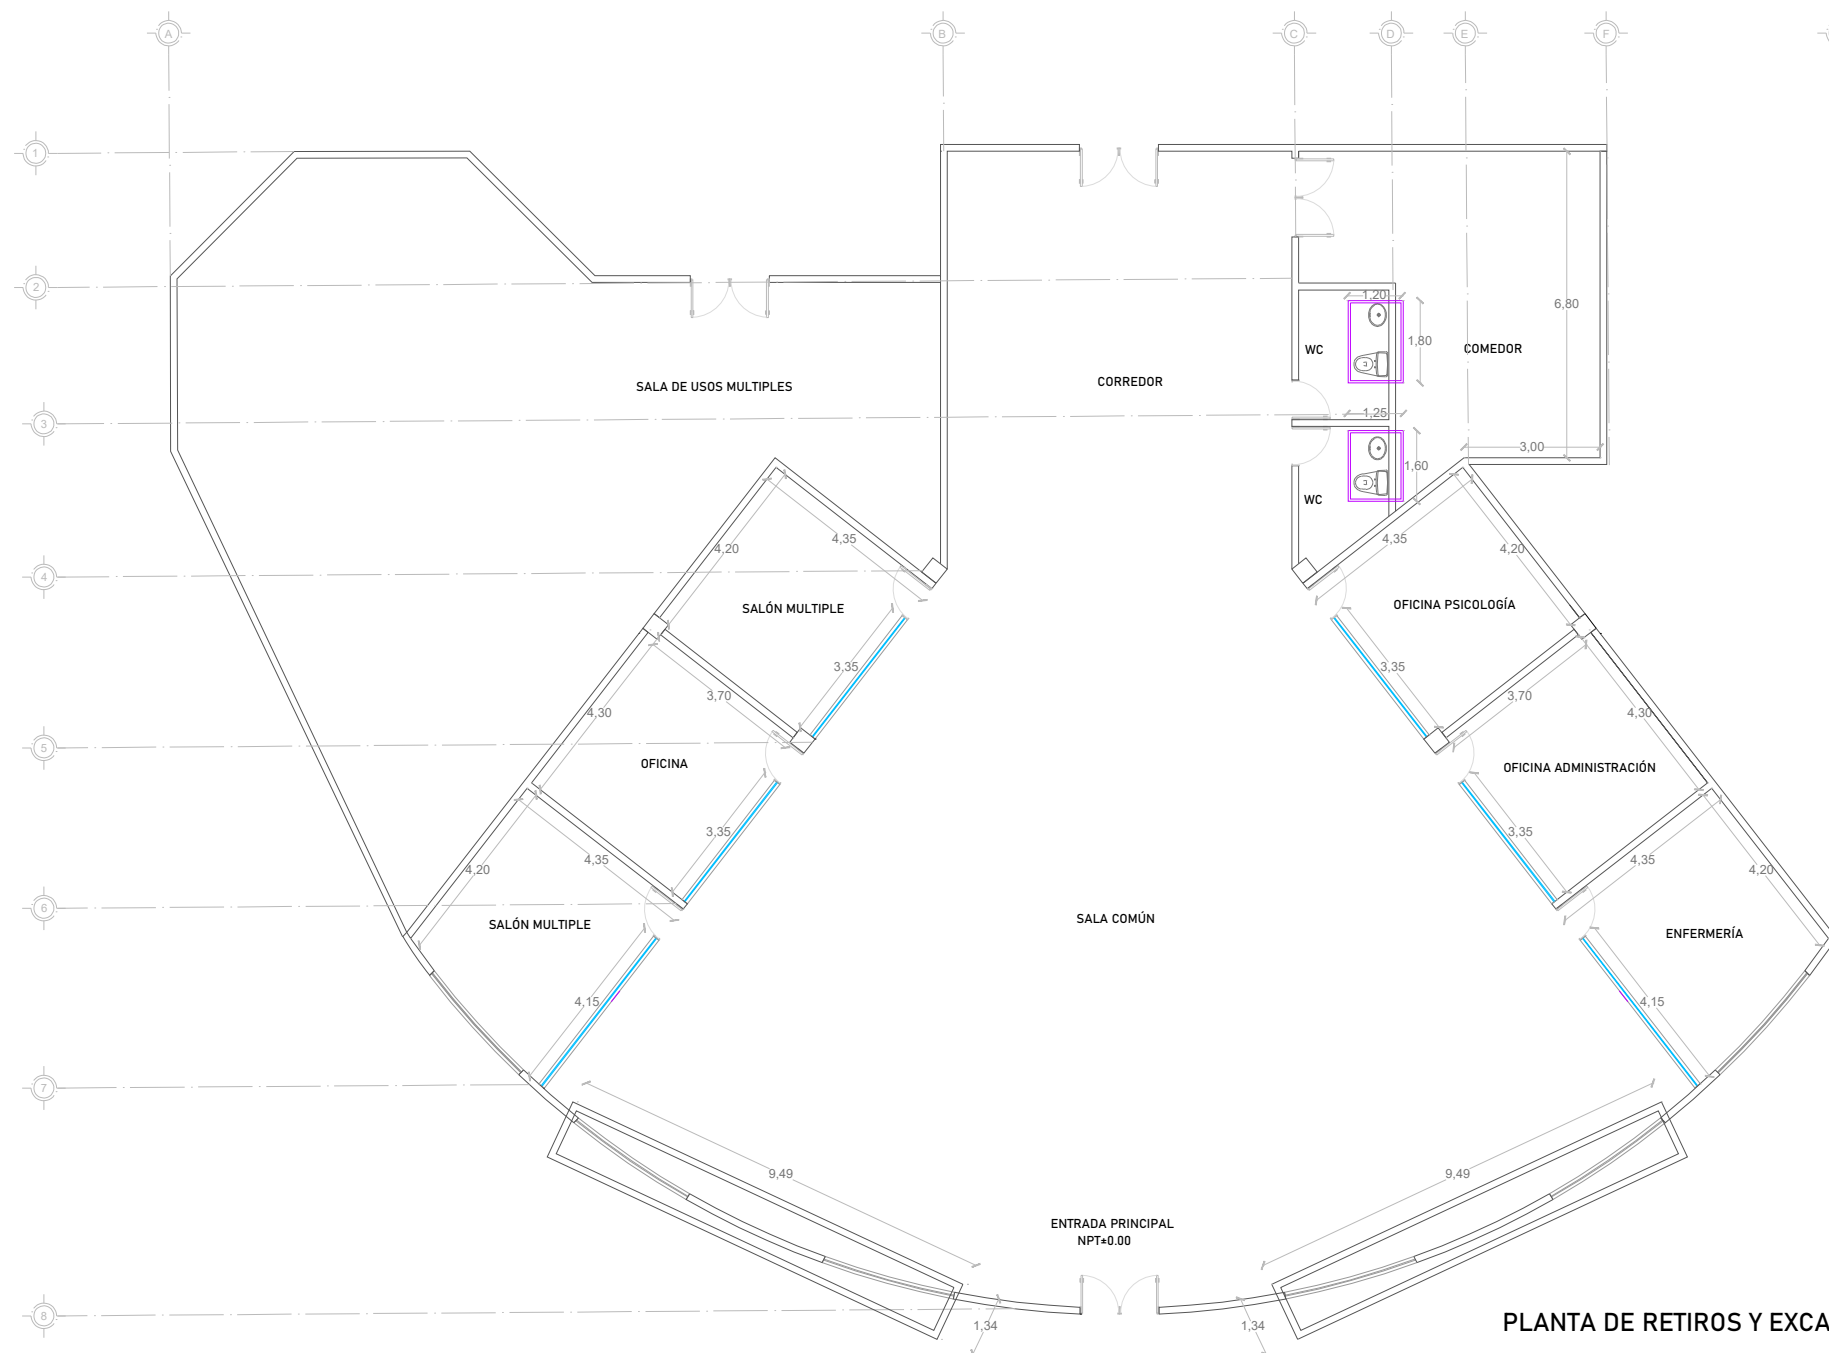 A
B
C
D
E
F
1
2
1,20
6,80
WC
1,80
COMEDOR
SALA DE USOS MULTIPLES
CORREDOR
3
1,25
3,00
1,60
WC
4,20
4,35
4,35
4,20
4
SALÓN MULTIPLE
OFICINA PSICOLOGÍA
3,35
3,35
3,70
3,70
4,30
4,30
5
OFICINA
OFICINA ADMINISTRACIÓN
3,35
3,35
4,35
4,35
4,20
4,20
6
SALÓN MULTIPLE
SALA COMÚN
ENFERMERÍA
4,15
4,15
7
9,49
9,49
ENTRADA PRINCIPAL
NPT±0.00
8
1,34
1,34
PLANTA DE RETIROS Y EXCA